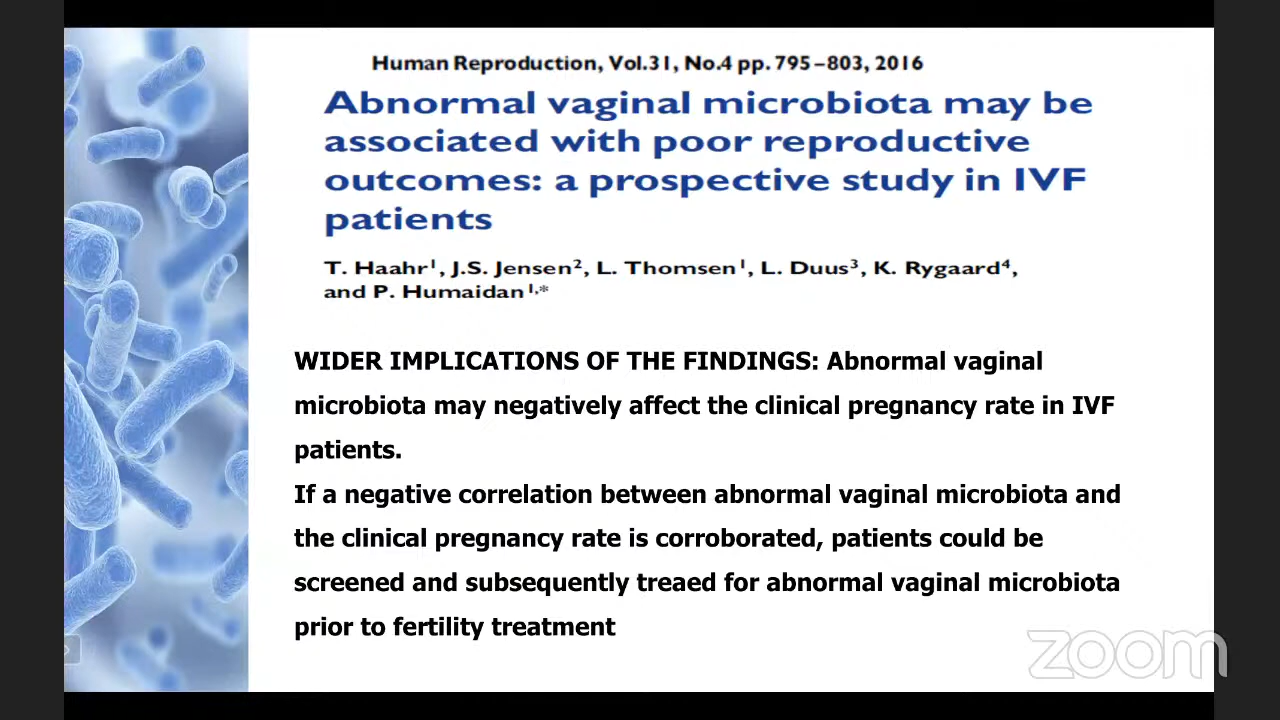 Human Reproduction, Vol.31, No.4 pp. 795–803, 2016
Abnormal vaginal microbiota may be
associated with poor reproductive
outcomes: a prospective study in IVF
patients
T. Haahr¹, J.S. Jensen², L. Thomsen¹, L. Duus³, K. Rygaard⁴,
and P. Humaidan¹,*
WIDER IMPLICATIONS OF THE FINDINGS: Abnormal vaginal
microbiota may negatively affect the clinical pregnancy rate in IVF
patients.
If a negative correlation between abnormal vaginal microbiota and
the clinical pregnancy rate is corroborated, patients could be
screened and subsequently treaed for abnormal vaginal microbiota
prior to fertility treatment
zoom